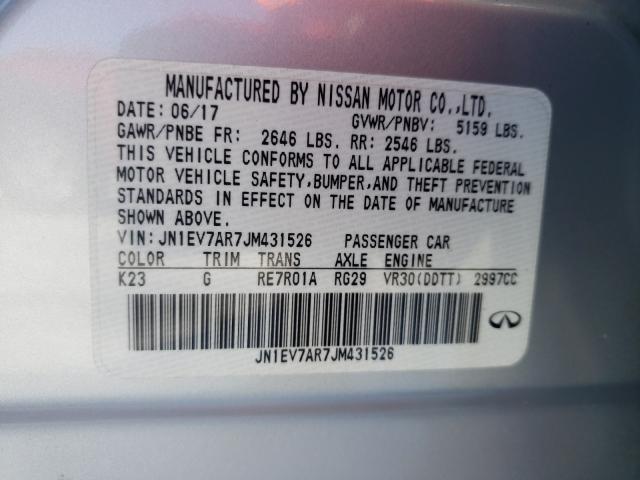 MANUFACTURED BY NISSAN MOTOR CO.,LTD.
DATE: 06/17 GVWR/PNBV: 5159 LBS.
GAWR/PNBE FR: 2646 LBS. RR: 2546 LBS.
THIS VEHICLE CONFORMS TO ALL APPLICABLE FEDERAL
MOTOR VEHICLE SAFETY,BUMPER,AND THEFT PREVENTION
STANDARDS IN EFFECT ON THE DATE OF MANUFACTURE
SHOWN ABOVE.
VIN:JN1EV7AR7JM431526 PASSENGER CAR
COLOR TRIM TRANS AXLE ENGINE
K23 G RE7R01A RG29 VR30(DDTT) 2997CC
JN1EV7AR7JM431526